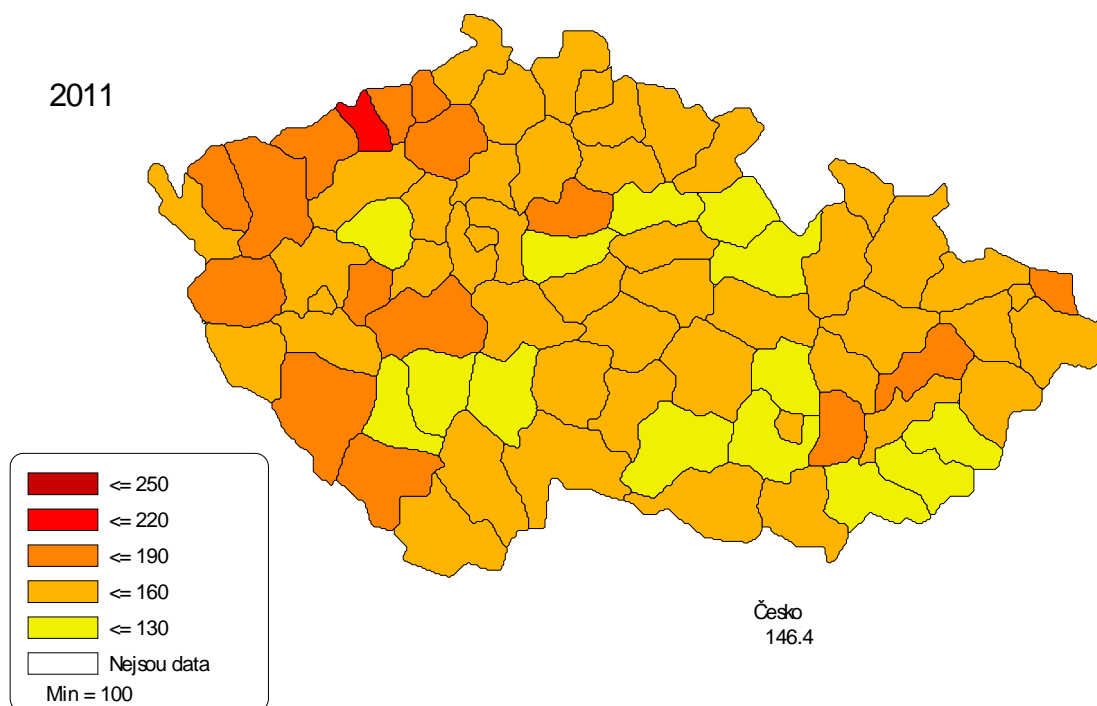 2011
<= 250
<= 220
<= 190
<= 160
<= 130
Nejsou data
Min = 100
Česko
146.4